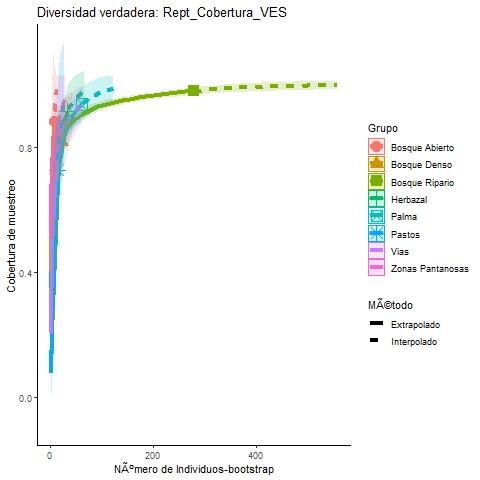 Diversidad verdadera: Rept_Cobertura_VES
Cobertura de muestreo
0.8
0.4
0.0
0
200
400
NÃºmero de Individuos-bootstrap
Grupo
Bosque Abierto
Bosque Denso
Bosque Ripario
Herbazal
Palma
Pastos
Vias
Zonas Pantanosas
MÃ©todo
Extrapolado
Interpolado